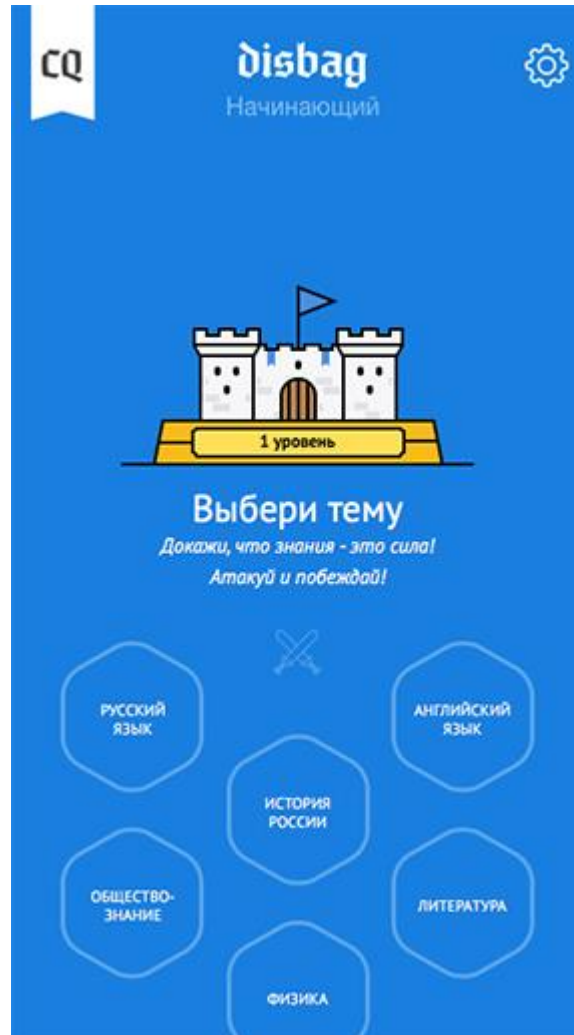 CQ
disbag
Начинающий
1 уровень
Выбери тему
Докажи, что знания - это сила!
Атакуй и побеждай!
РУССКИЙ
ЯЗЫК
АНГЛИЙСКИЙ
ЯЗЫК
ИСТОРИЯ
РОССИИ
ОБЩЕСТВО-
ЗНАНИЕ
ЛИТЕРАТУРА
ФИЗИКА